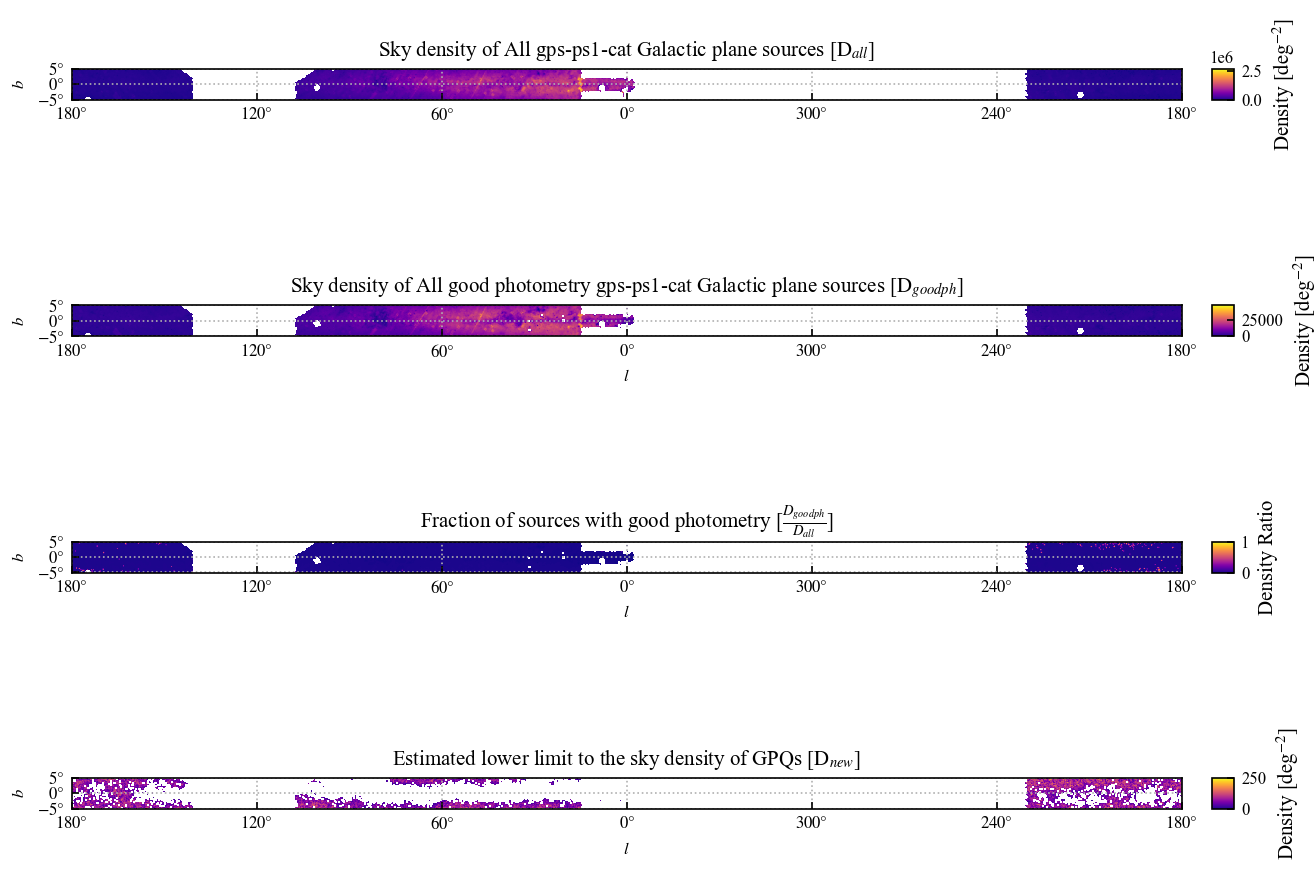 Sky density of All gps-ps1-cat Galactic plane sources [D_all]
1e6
5° 0° −5°
b
2.5 0.0
Density [deg⁻²]
180° 120° 60° 0° 300° 240° 180°
Sky density of All good photometry gps-ps1-cat Galactic plane sources [D_goodph]
5° 0° −5°
b
25000 0
Density [deg⁻²]
180° 120° 60° 0° 300° 240° 180°
l
Fraction of sources with good photometry [D_goodph/D_all]
5° 0° −5°
b
1 0
Density Ratio
180° 120° 60° 0° 300° 240° 180°
l
Estimated lower limit to the sky density of GPQs [D_new]
5° 0° −5°
b
250 0
Density [deg⁻²]
180° 120° 60° 0° 300° 240° 180°
l